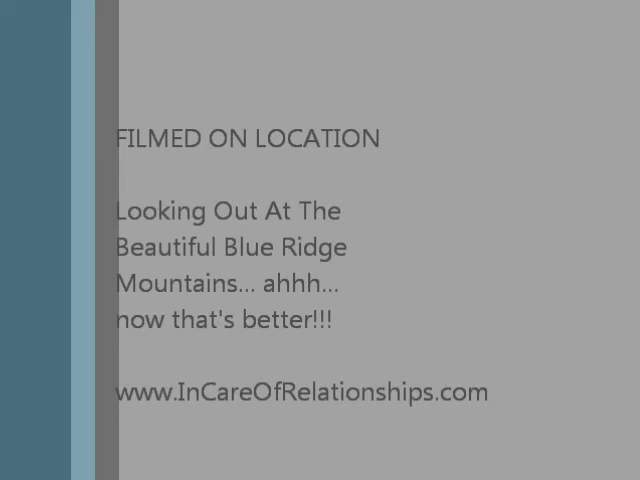 FILMED ON LOCATION
Looking Out At The
Beautiful Blue Ridge
Mountains... ahhh...
now that's better!!!
www.InCareOfRelationships.com